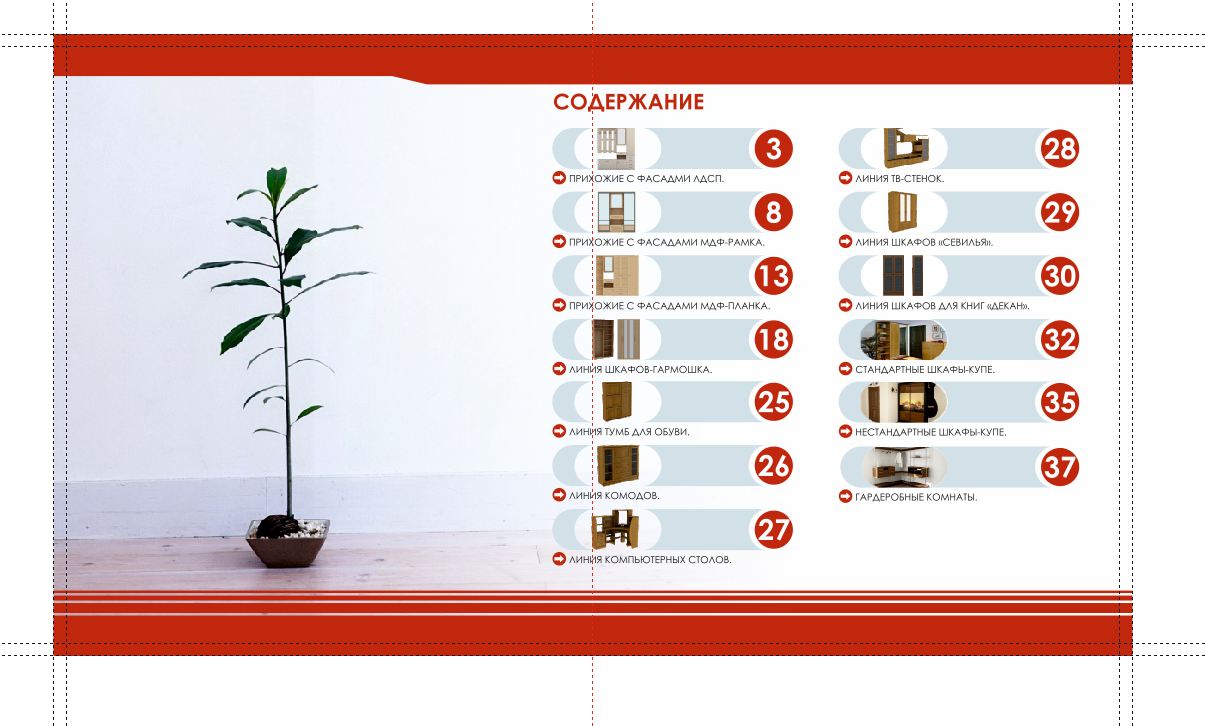 СОДЕРЖАНИЕ
3
ПРИХОЖИЕ С ФАСАДМИ ЛДСП.
8
ПРИХОЖИЕ С ФАСАДАМИ МДФ-РАМКА.
13
ПРИХОЖИЕ С ФАСАДАМИ МДФ-ПЛАНКА.
18
ЛИНИЯ ШКАФОВ-ГАРМОШКА.
25
ЛИНИЯ ТУМБ ДЛЯ ОБУВИ.
26
ЛИНИЯ КОМОДОВ.
27
ЛИНИЯ КОМПЬЮТЕРНЫХ СТОЛОВ.
28
ЛИНИЯ ТВ-СТЕНОК.
29
ЛИНИЯ ШКАФОВ «СЕВИЛЬЯ».
30
ЛИНИЯ ШКАФОВ ДЛЯ КНИГ «ДЕКАН».
32
СТАНДАРТНЫЕ ШКАФЫ-КУПЕ.
35
НЕСТАНДАРТНЫЕ ШКАФЫ-КУПЕ.
37
ГАРДЕРОБНЫЕ КОМНАТЫ.